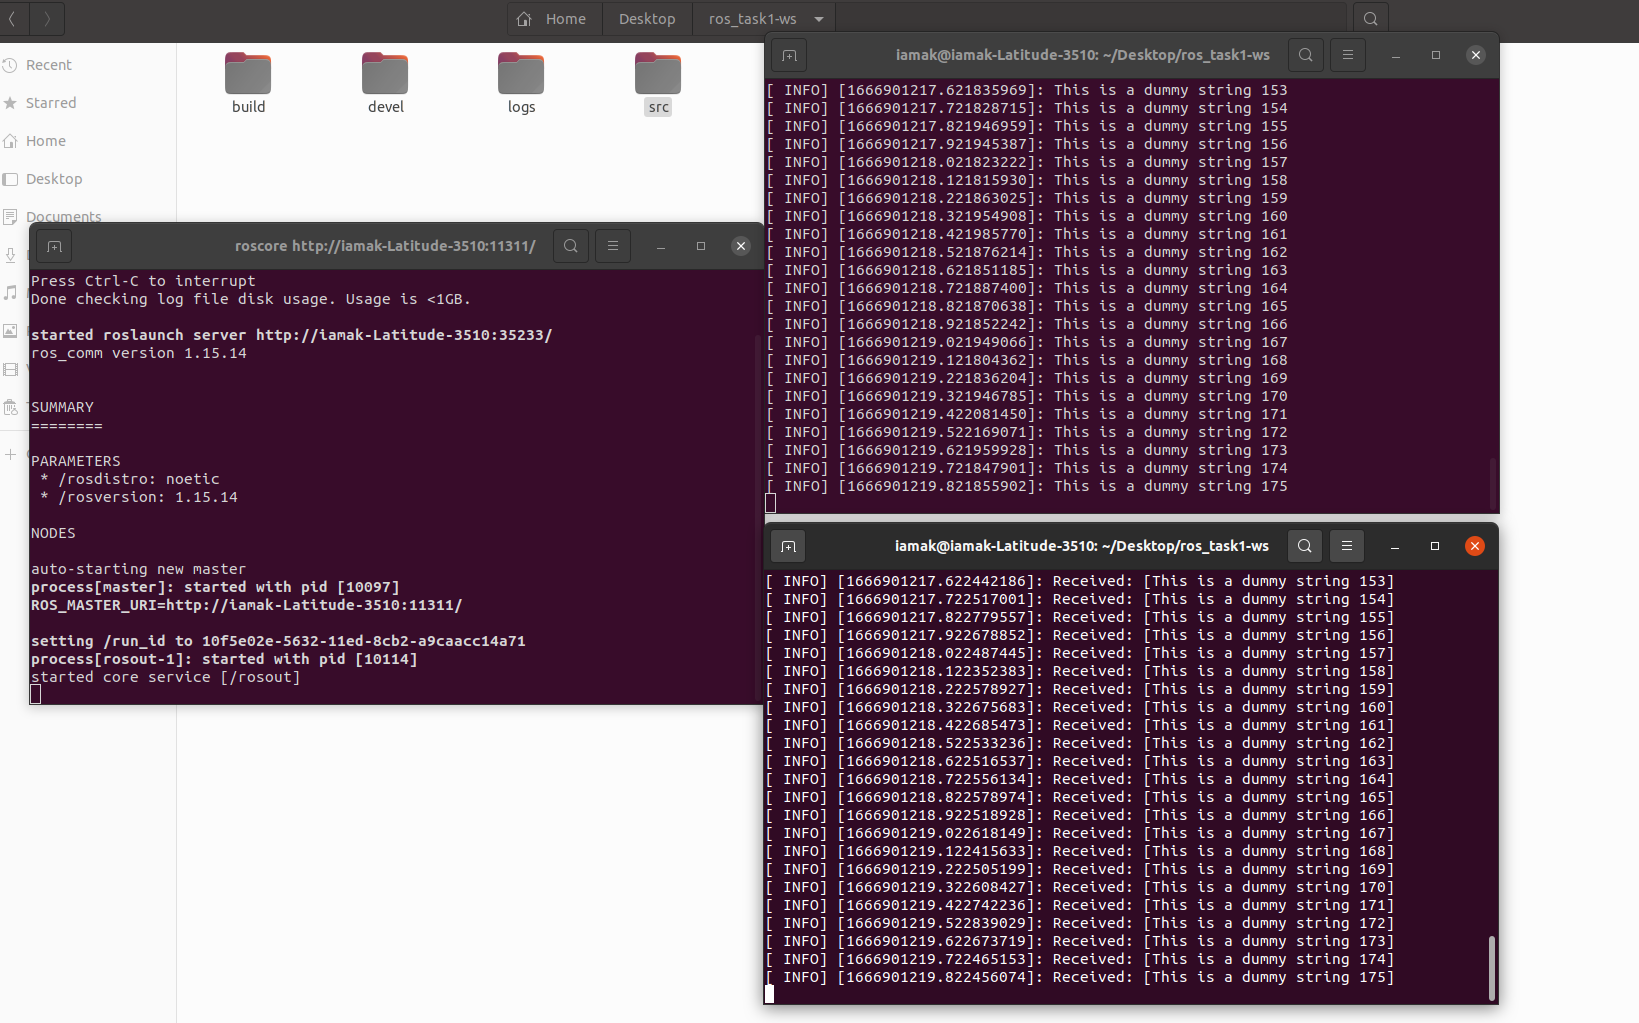 Home
Desktop
ros_task1-ws
Recent
Starred
Home
Desktop
Documents
build
devel
logs
src
roscore http://iamak-Latitude-3510:11311/
Press Ctrl-C to interrupt
Done checking log file disk usage. Usage is <1GB.
started roslaunch server http://iamak-Latitude-3510:35233/
ros_comm version 1.15.14
SUMMARY
========
PARAMETERS
* /rosdistro: noetic
* /rosversion: 1.15.14
NODES
auto-starting new master
process[master]: started with pid [10097]
ROS_MASTER_URI=http://iamak-Latitude-3510:11311/
setting /run_id to 10f5e02e-5632-11ed-8cb2-a9caacc14a71
process[rosout-1]: started with pid [10114]
started core service [/rosout]
iamak@iamak-Latitude-3510: ~/Desktop/ros_task1-ws
[ INFO] [1666901217.621835969]: This is a dummy string 153
[ INFO] [1666901217.721828715]: This is a dummy string 154
[ INFO] [1666901217.821946959]: This is a dummy string 155
[ INFO] [1666901217.921945387]: This is a dummy string 156
[ INFO] [1666901218.021823222]: This is a dummy string 157
[ INFO] [1666901218.121815930]: This is a dummy string 158
[ INFO] [1666901218.221863025]: This is a dummy string 159
[ INFO] [1666901218.321954908]: This is a dummy string 160
[ INFO] [1666901218.421985770]: This is a dummy string 161
[ INFO] [1666901218.521876214]: This is a dummy string 162
[ INFO] [1666901218.621851185]: This is a dummy string 163
[ INFO] [1666901218.721887400]: This is a dummy string 164
[ INFO] [1666901218.821870638]: This is a dummy string 165
[ INFO] [1666901218.921852242]: This is a dummy string 166
[ INFO] [1666901219.021949066]: This is a dummy string 167
[ INFO] [1666901219.121804362]: This is a dummy string 168
[ INFO] [1666901219.221836204]: This is a dummy string 169
[ INFO] [1666901219.321946785]: This is a dummy string 170
[ INFO] [1666901219.422081450]: This is a dummy string 171
[ INFO] [1666901219.522169071]: This is a dummy string 172
[ INFO] [1666901219.621959928]: This is a dummy string 173
[ INFO] [1666901219.721847901]: This is a dummy string 174
[ INFO] [1666901219.821855902]: This is a dummy string 175
iamak@iamak-Latitude-3510: ~/Desktop/ros_task1-ws
[ INFO] [1666901217.622442186]: Received: [This is a dummy string 153]
[ INFO] [1666901217.722517001]: Received: [This is a dummy string 154]
[ INFO] [1666901217.822779557]: Received: [This is a dummy string 155]
[ INFO] [1666901217.922678852]: Received: [This is a dummy string 156]
[ INFO] [1666901218.022487445]: Received: [This is a dummy string 157]
[ INFO] [1666901218.122352383]: Received: [This is a dummy string 158]
[ INFO] [1666901218.222578927]: Received: [This is a dummy string 159]
[ INFO] [1666901218.322675683]: Received: [This is a dummy string 160]
[ INFO] [1666901218.422685473]: Received: [This is a dummy string 161]
[ INFO] [1666901218.522533236]: Received: [This is a dummy string 162]
[ INFO] [1666901218.622516537]: Received: [This is a dummy string 163]
[ INFO] [1666901218.722556134]: Received: [This is a dummy string 164]
[ INFO] [1666901218.822578974]: Received: [This is a dummy string 165]
[ INFO] [1666901218.922518928]: Received: [This is a dummy string 166]
[ INFO] [1666901219.022618149]: Received: [This is a dummy string 167]
[ INFO] [1666901219.122415633]: Received: [This is a dummy string 168]
[ INFO] [1666901219.222505199]: Received: [This is a dummy string 169]
[ INFO] [1666901219.322608427]: Received: [This is a dummy string 170]
[ INFO] [1666901219.422742236]: Received: [This is a dummy string 171]
[ INFO] [1666901219.522839029]: Received: [This is a dummy string 172]
[ INFO] [1666901219.622673719]: Received: [This is a dummy string 173]
[ INFO] [1666901219.722465153]: Received: [This is a dummy string 174]
[ INFO] [1666901219.822456074]: Received: [This is a dummy string 175]